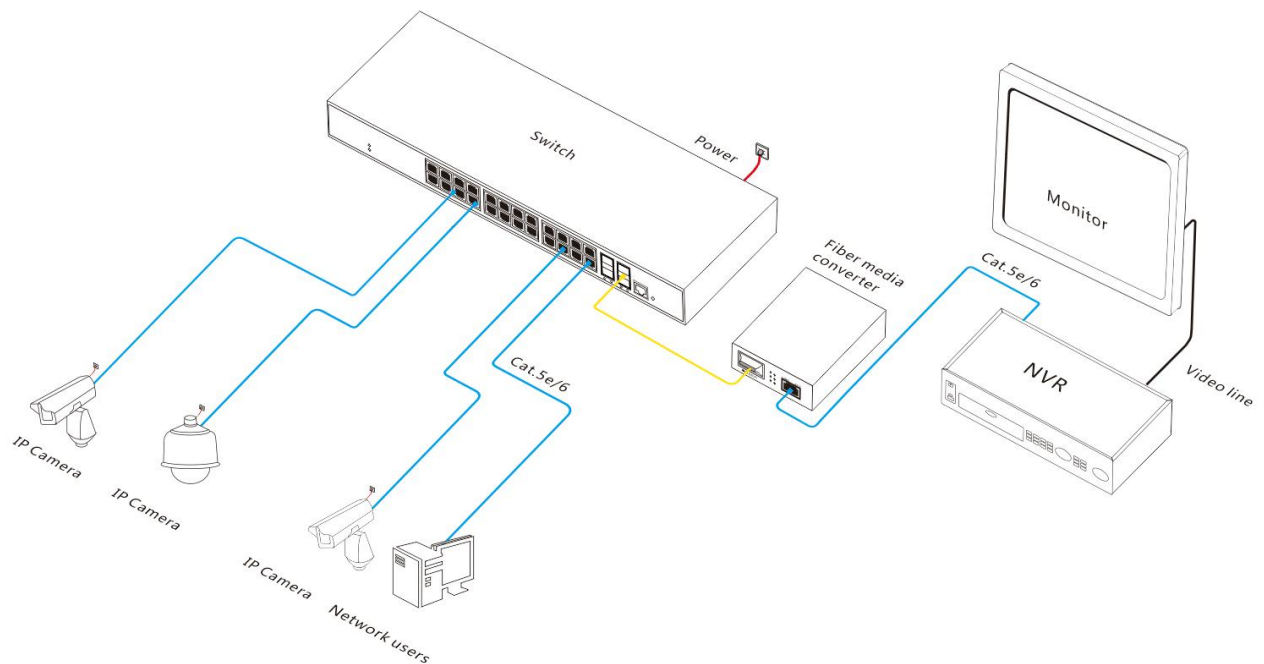 Switch
Power
Monitor
Fiber media
converter
Cat.5e/6
NVR
Video line
Cat.5e/6
IP Camera
IP Camera
IP Camera
Network users